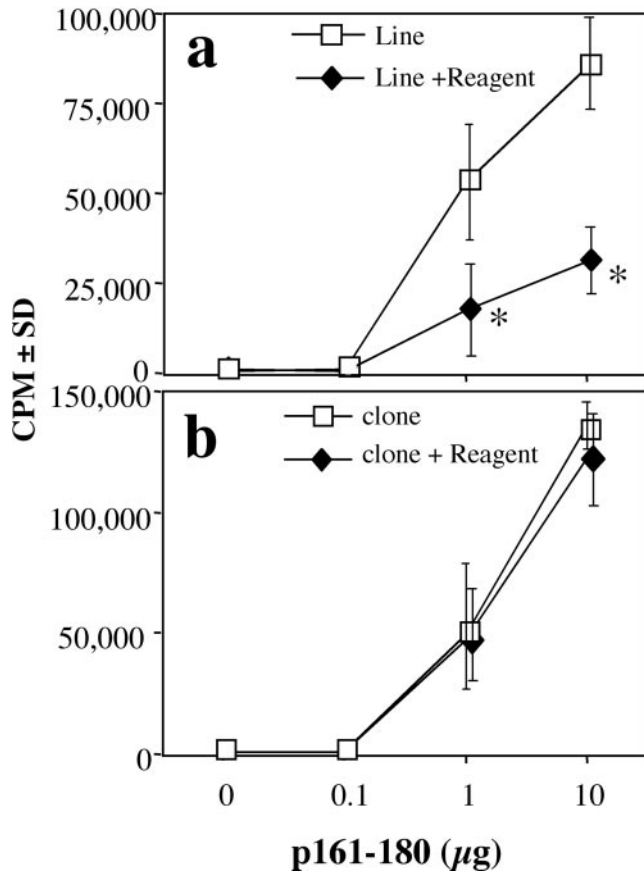 100,000
75,000
50,000
25,000
0
a
Line
Line +Reagent
*
*
CPM ± SD
150,000
100,000
50,000
0
b
clone
clone + Reagent
0 0.1 1 10
p161-180 (µg)